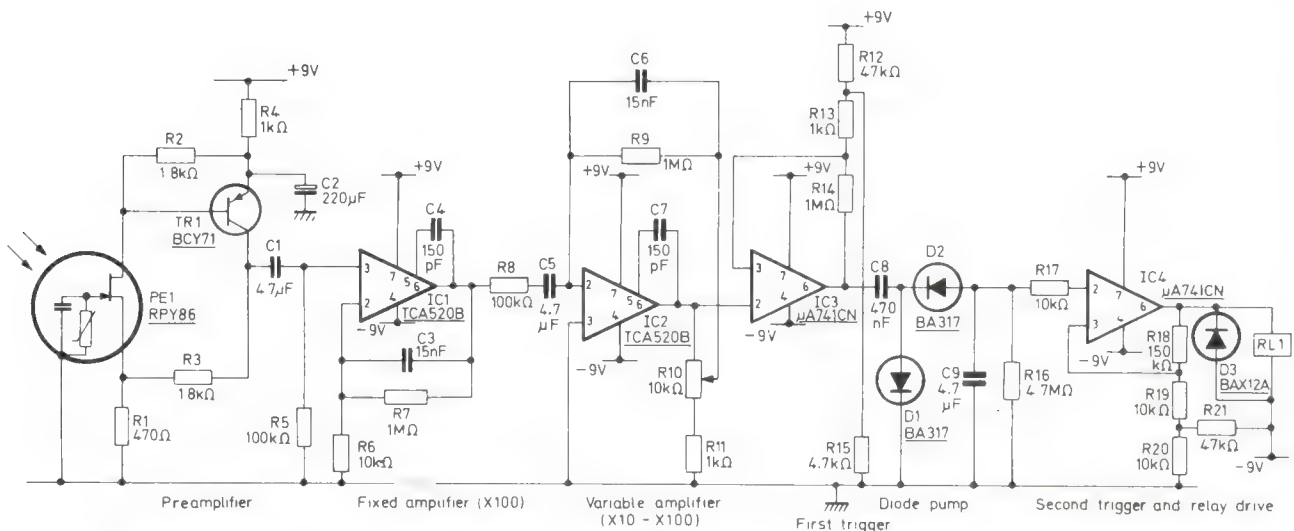 +9V
R4
1kΩ
R2
1.8kΩ
C2
220µF
TR1
BCY71
C1
4.7µF
PE1
RPY86
R3
1.8kΩ
R1
470Ω
R5
100kΩ
Preamplifier
+9V
C4
150
pF
3
7
5
6
2
4
IC1
TCA520B
-9V
C3
15nF
R7
1MΩ
R6
10kΩ
Fixed amplifier (X100)
R8
100kΩ
C5
4.7
µF
C6
15nF
R9
1MΩ
+9V
C7
150pF
2
7
5
6
3
4
IC2
TCA520B
-9V
R10
10kΩ
R11
1kΩ
Variable amplifier
(X10 - X100)
+9V
R12
47kΩ
R13
1kΩ
+9V
R14
1MΩ
3
7
6
2
4
IC3
µA741CN
-9V
R15
4.7kΩ
First trigger
C8
470
nF
D2
BA317
D1
BA317
C9
4.7
µF
R16
4.7MΩ
Diode pump
R17
10kΩ
+9V
2
7
6
3
4
IC4
µA741CN
-9V
R18
150
kΩ
D3
BAX12A
RL1
R19
10kΩ
R21
47kΩ
R20
10kΩ
-9V
Second trigger and relay drive